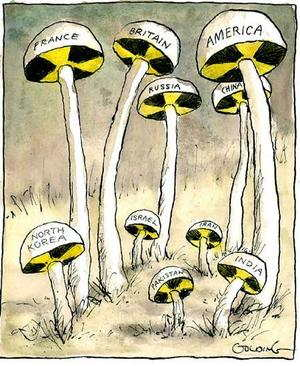 FRANCE
BRITAIN
AMERICA
RUSSIA
CHINA
NORTH
KOREA
ISRAEL
IRAN
PAKISTAN
INDIA
GOLDING